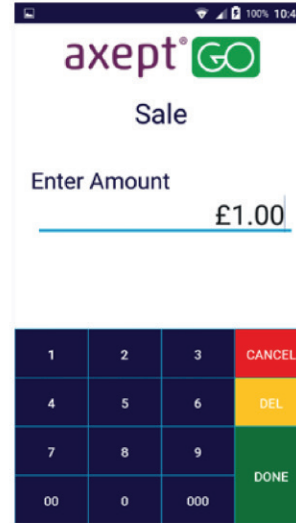 100% 10:4
axept® GO
Sale
Enter Amount
£1.00
1 2 3 CANCEL
4 5 6 DEL
7 8 9
DONE
00 0 000